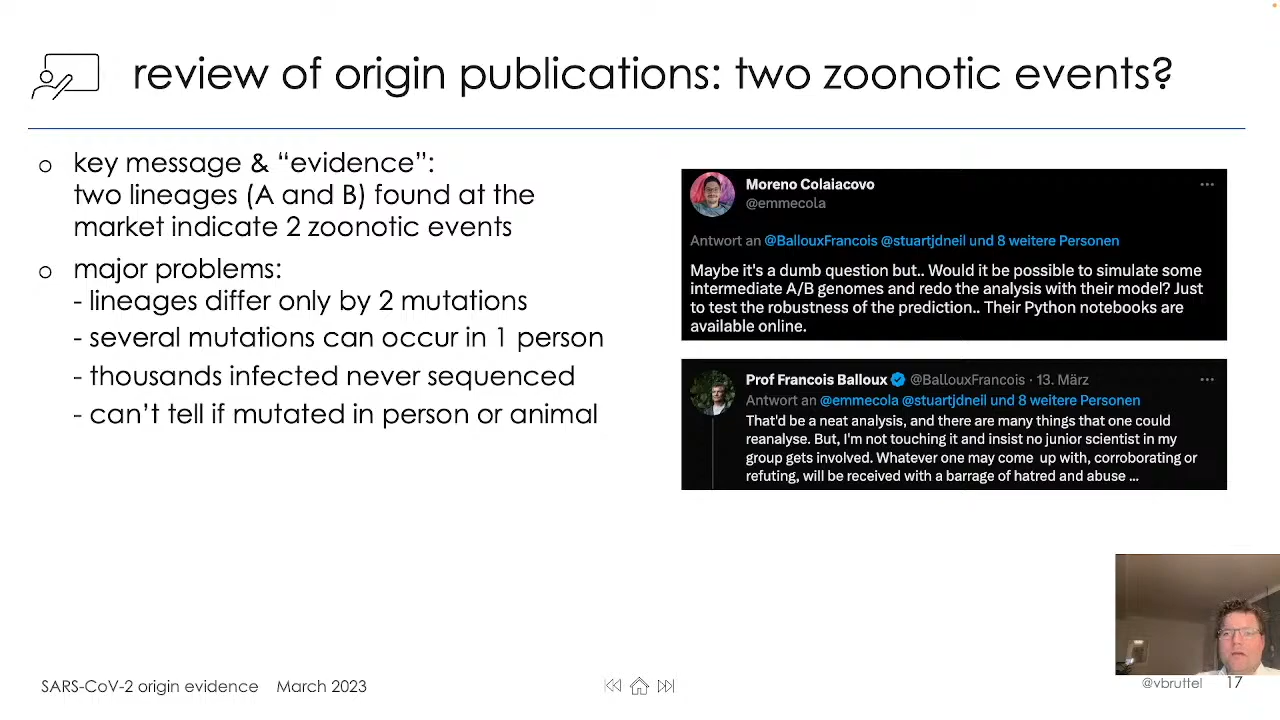 review of origin publications: two zoonotic events?
o key message & “evidence”:
two lineages (A and B) found at the
market indicate 2 zoonotic events
o major problems:
- lineages differ only by 2 mutations
- several mutations can occur in 1 person
- thousands infected never sequenced
- can’t tell if mutated in person or animal
Moreno Colaiacovo
@emmecola
Antwort an @BallouxFrancois @stuartjdneil und 8 weitere Personen
Maybe it's a dumb question but.. Would it be possible to simulate some
intermediate A/B genomes and redo the analysis with their model? Just
to test the robustness of the prediction.. Their Python notebooks are
available online.
Prof Francois Balloux @BallouxFrancois · 13. März
Antwort an @emmecola @stuartjdneil und 8 weitere Personen
That'd be a neat analysis, and there are many things that one could
reanalyse. But, I'm not touching it and insist no junior scientist in my
group gets involved. Whatever one may come up with, corroborating or
refuting, will be received with a barrage of hatred and abuse ...
SARS-CoV-2 origin evidence March 2023
@vbruttel 17